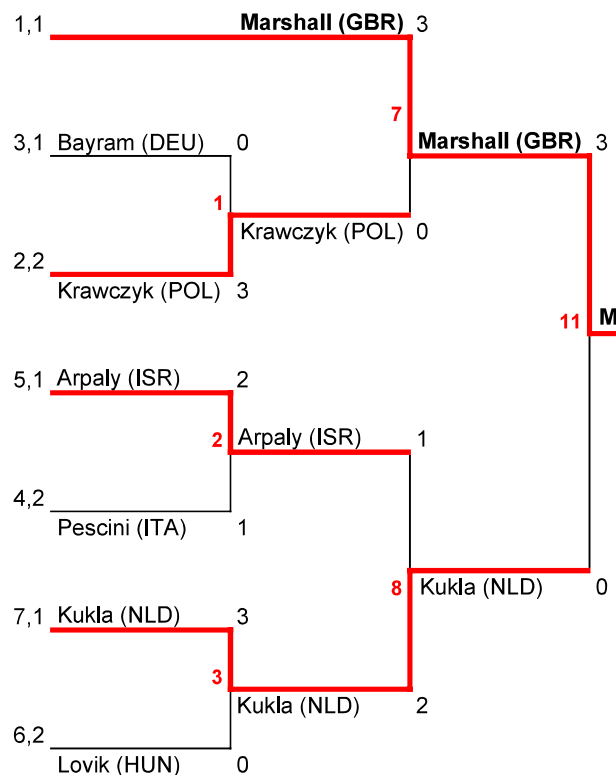 1,1 Marshall (GBR) 3
7
3,1 Bayram (DEU) 0
Marshall (GBR) 3
1
Krawczyk (POL) 0
2,2
Krawczyk (POL) 3
11 M
5,1 Arpaly (ISR) 2
2 Arpaly (ISR) 1
4,2
Pescini (ITA) 1
8 Kukla (NLD) 0
7,1 Kukla (NLD) 3
3
Kukla (NLD) 2
6,2
Lovik (HUN) 0